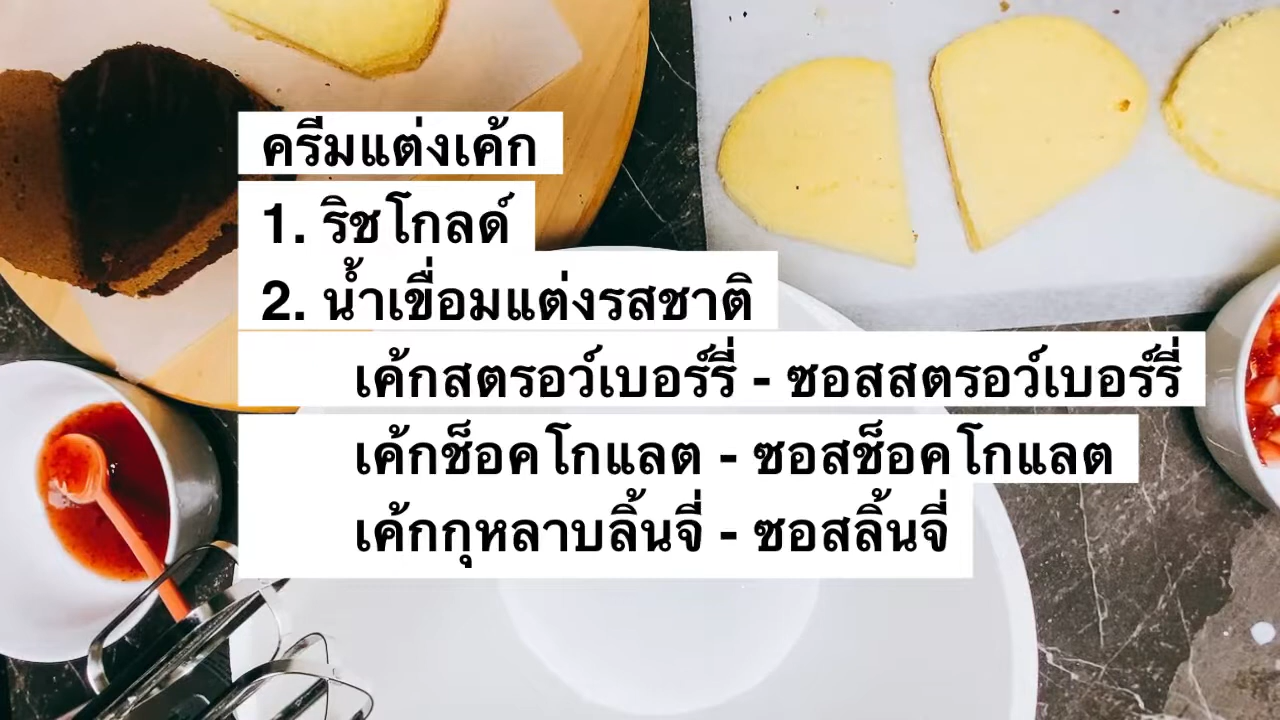 ครีมแต่งเค้ก
1. ริชโกลด์
2. น้ำเชื่อมแต่งรสชาติ
เค้กสตรอว์เบอร์รี่ - ซอสสตรอว์เบอร์รี่
เค้กช็อคโกแลต - ซอสช็อคโกแลต
เค้กกุหลาบลิ้นจี่ - ซอสลิ้นจี่